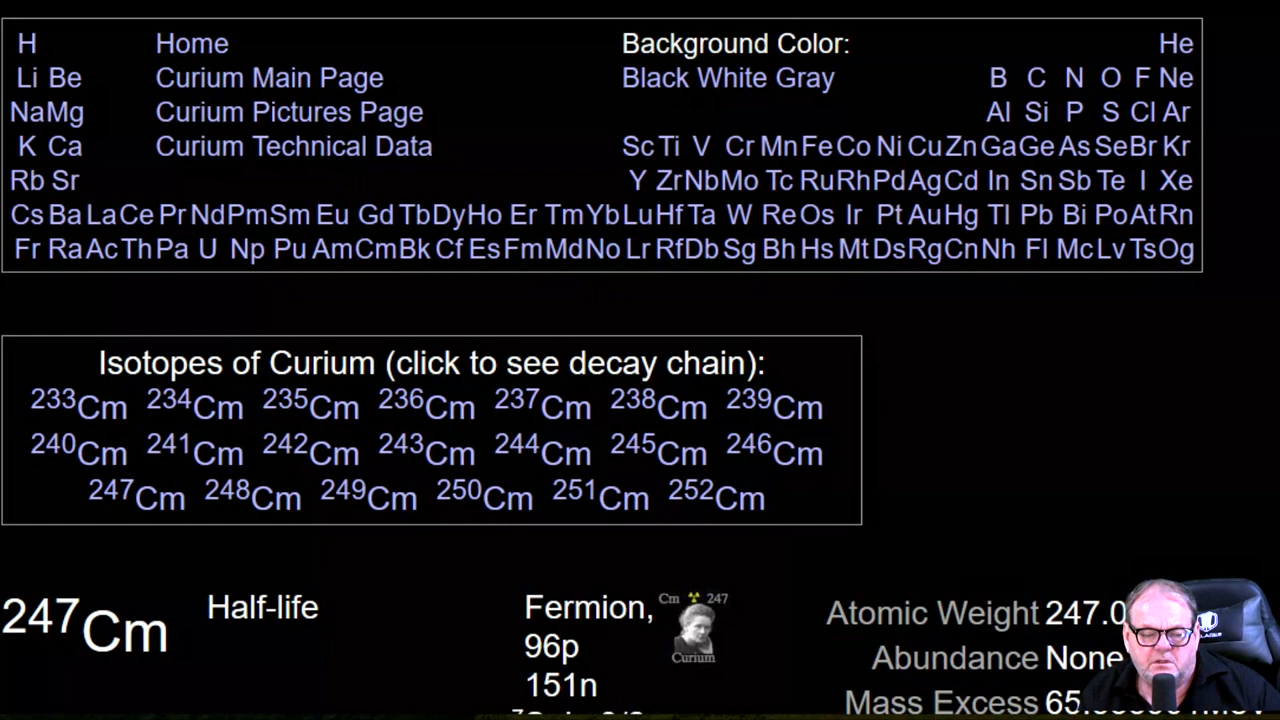 H Home Background Color: He
Li Be Curium Main Page Black White Gray B C N O F Ne
Na Mg Curium Pictures Page Al Si P S Cl Ar
K Ca Curium Technical Data Sc Ti V Cr Mn Fe Co Ni Cu Zn Ga Ge As Se Br Kr
Rb Sr Y Zr Nb Mo Tc Ru Rh Pd Ag Cd In Sn Sb Te I Xe
Cs Ba La Ce Pr Nd Pm Sm Eu Gd Tb Dy Ho Er Tm Yb Lu Hf Ta W Re Os Ir Pt Au Hg Tl Pb Bi Po At Rn
Fr Ra Ac Th Pa U Np Pu Am Cm Bk Cf Es Fm Md No Lr Rf Db Sg Bh Hs Mt Ds Rg Cn Nh Fl Mc Lv Ts Og
Isotopes of Curium (click to see decay chain):
²³³Cm ²³⁴Cm ²³⁵Cm ²³⁶Cm ²³⁷Cm ²³⁸Cm ²³⁹Cm
²⁴⁰Cm ²⁴¹Cm ²⁴²Cm ²⁴³Cm ²⁴⁴Cm ²⁴⁵Cm ²⁴⁶Cm
²⁴⁷Cm ²⁴⁸Cm ²⁴⁹Cm ²⁵⁰Cm ²⁵¹Cm ²⁵²Cm
²⁴⁷Cm Half-life Fermion,
96p
151n
Cm 247
Curium
Atomic Weight 247.0
Abundance None
Mass Excess